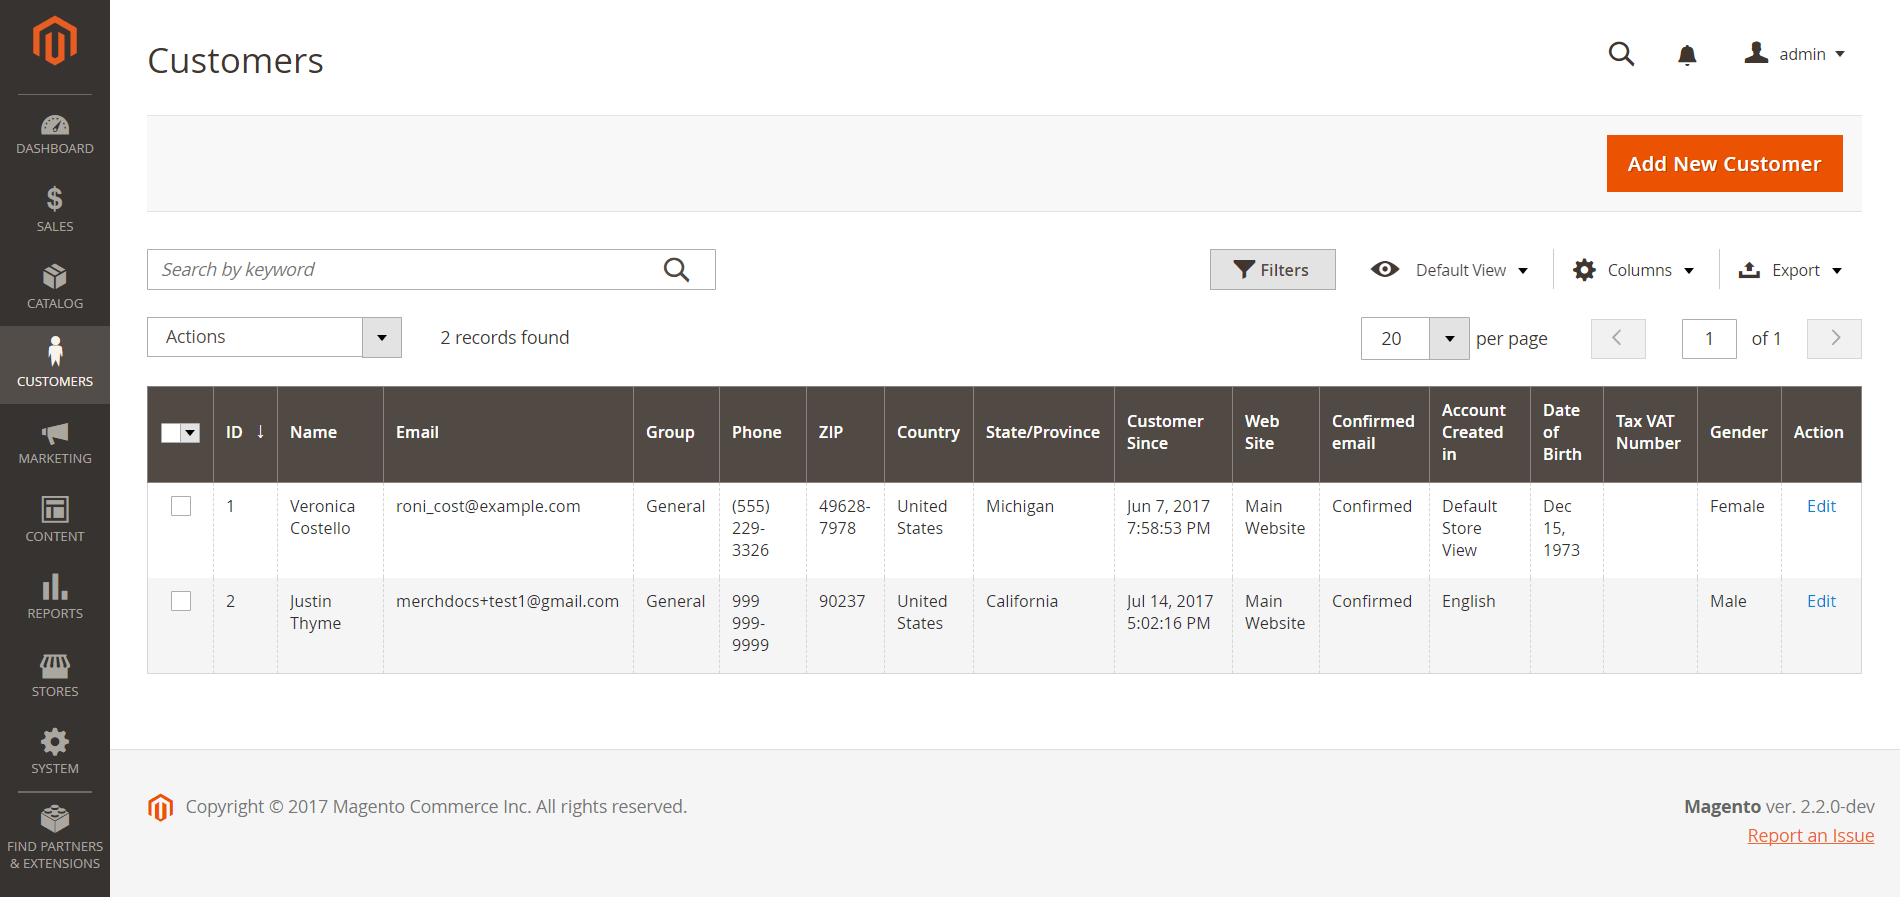 Customers
admin
DASHBOARD
SALES
CATALOG
CUSTOMERS
MARKETING
CONTENT
REPORTS
STORES
SYSTEM
FIND PARTNERS
& EXTENSIONS
Add New Customer
Search by keyword
Filters
Default View
Columns
Export
Actions
2 records found
20
per page
1
of 1
ID ↓ Name Email Group Phone ZIP Country State/Province Customer Since Web Site Confirmed email Account Created in Date of Birth Tax VAT Number Gender Action
1 Veronica Costello roni_cost@example.com General (555) 229-3326 49628-7978 United States Michigan Jun 7, 2017 7:58:53 PM Main Website Confirmed Default Store View Dec 15, 1973 Female Edit
2 Justin Thyme merchdocs+test1@gmail.com General 999 999-9999 90237 United States California Jul 14, 2017 5:02:16 PM Main Website Confirmed English Male Edit
Copyright © 2017 Magento Commerce Inc. All rights reserved.
Magento ver. 2.2.0-dev
Report an Issue